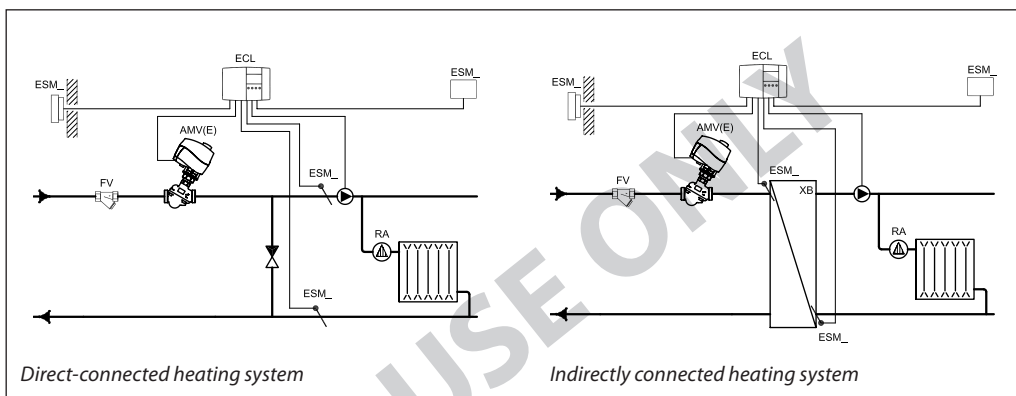 ECL
ESM_
ESM_
AMV(E)
FV
ESM_
RA
ESM_
Direct-connected heating system
ECL
ESM_
ESM_
AMV(E)
ESM_
FV
XB
RA
ESM_
Indirectly connected heating system
USE ONLY